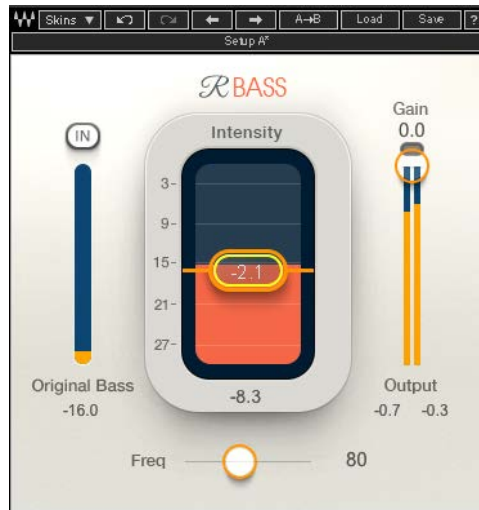 Skins ▼ A→B Load Save ?
Setup A*
R BASS
Gain
0.0
IN
Intensity
3-
9-
15-
-2.1
21-
27-
Original Bass
-16.0
-8.3
Output
-0.7 -0.3
Freq 80